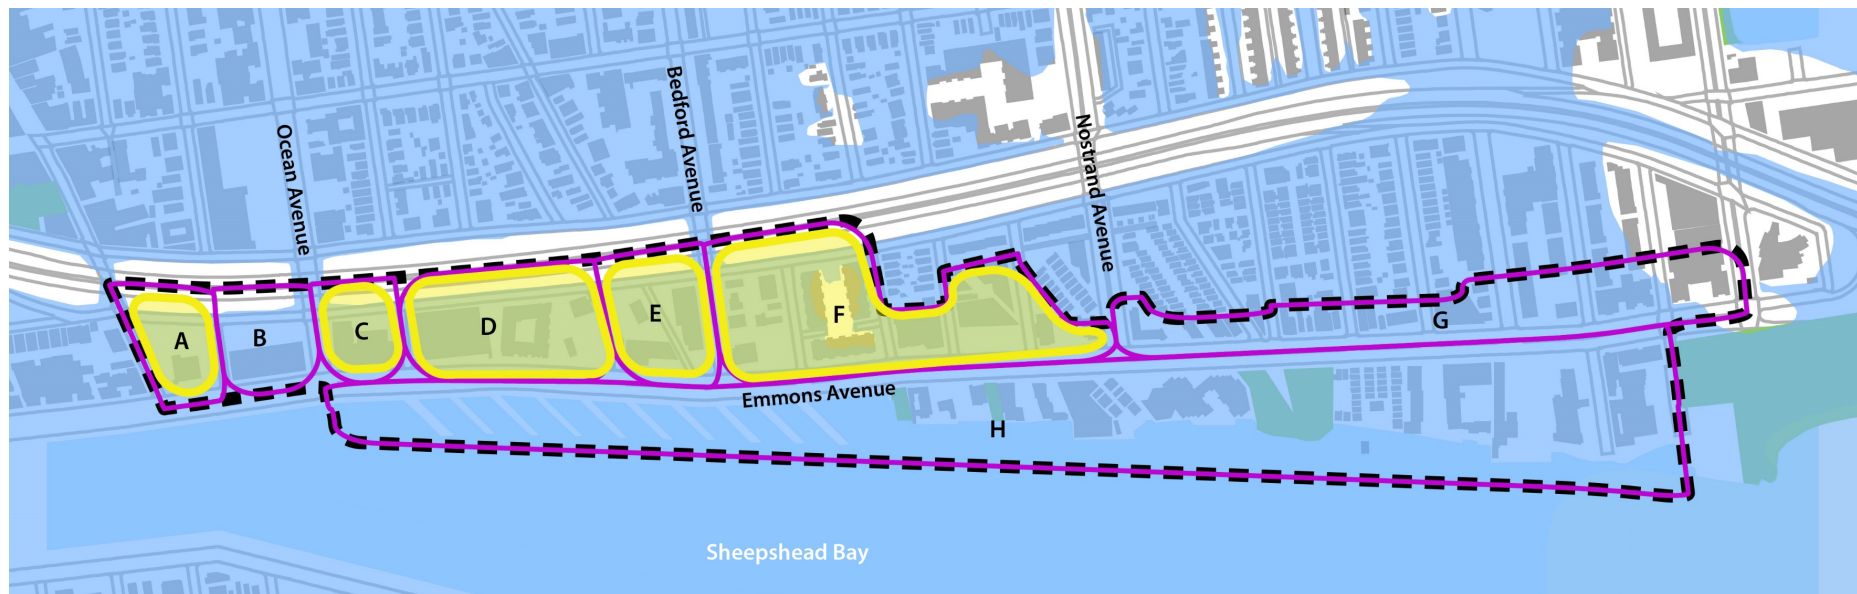 Ocean Avenue
Bedford Avenue
Nostrand Avenue
A
B
C
D
E
F
G
Emmons Avenue
H
Sheepshead Bay